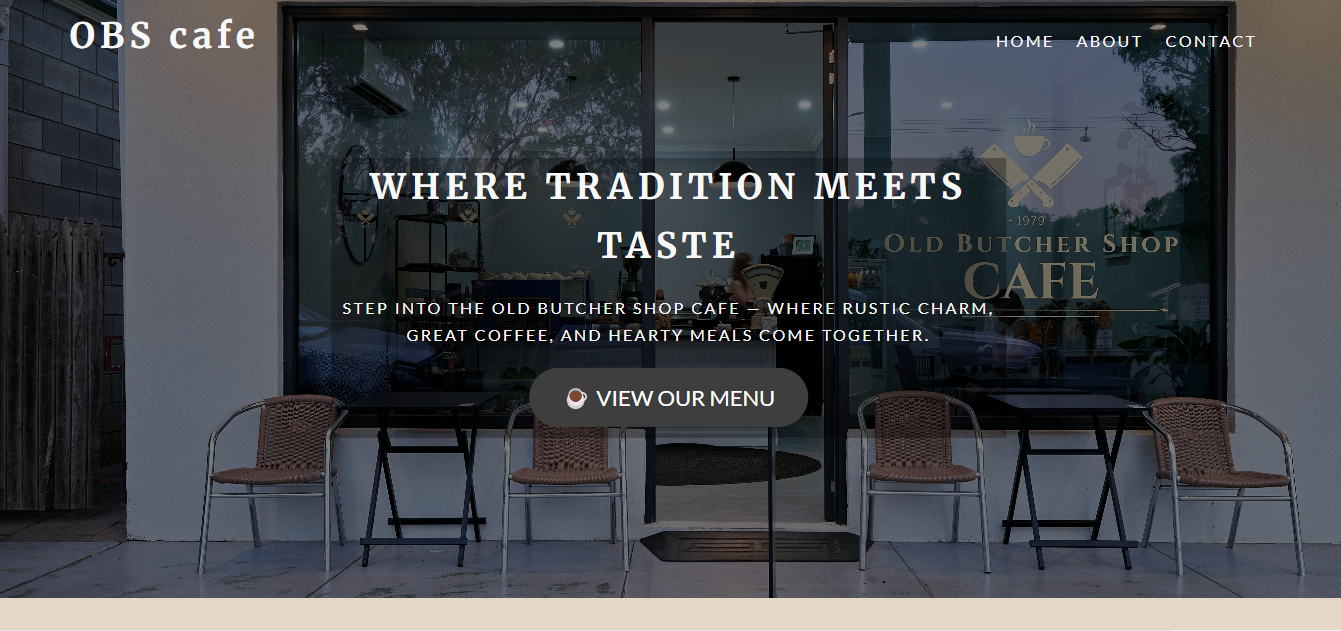 OBS cafe
HOME ABOUT CONTACT
WHERE TRADITION MEETS
TASTE
STEP INTO THE OLD BUTCHER SHOP CAFE — WHERE RUSTIC CHARM,
GREAT COFFEE, AND HEARTY MEALS COME TOGETHER.
VIEW OUR MENU
- 1979 -
OLD BUTCHER SHOP
CAFE